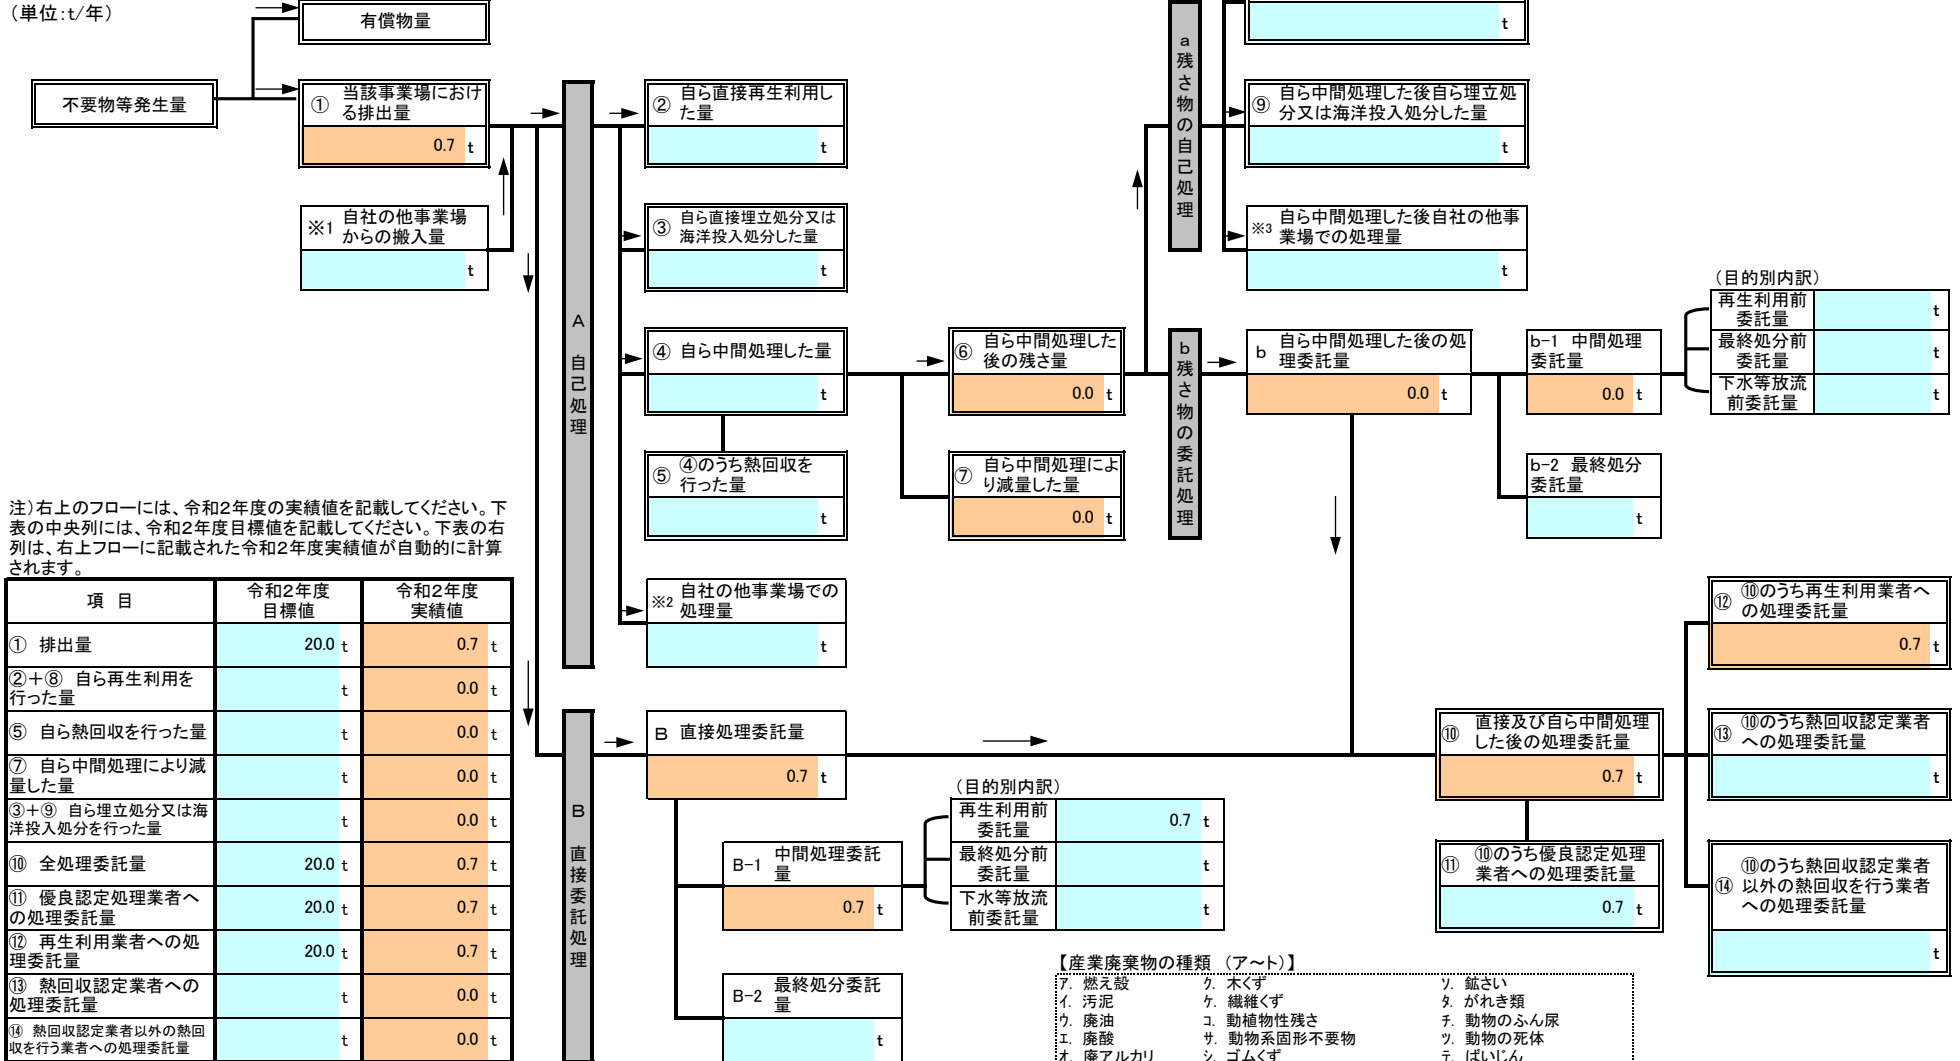 （単位：ｔ/年）
有償物量
不要物等発生量
① 当該事業場におけ
る排出量
0.7 t
※1 自社の他事業場
からの搬入量
t
A 自己処理
② 自ら直接再生利用し
た量
t
③ 自ら直接埋立処分又は
海洋投入処分した量
t
④ 自ら中間処理した量
t
⑤ ④のうち熱回収を
行った量
t
※2 自社の他事業場での
処理量
t
⑥ 自ら中間処理した
後の残さ量
0.0 t
⑦ 自ら中間処理によ
り減量した量
0.0 t
a 残さ物の自己処理
t
⑨ 自ら中間処理した後自ら埋立処
分又は海洋投入処分した量
t
※3 自ら中間処理した後自社の他事
業場での処理量
t
b 残さ物の委託処理
b 自ら中間処理した後の処
理委託量
0.0 t
b-1 中間処理
委託量
0.0 t
b-2 最終処分
委託量
t
（目的別内訳）
再生利用前
委託量 t
最終処分前
委託量 t
下水等放流
前委託量 t
注）右上のフローには、令和２年度の実績値を記載してください。下
表の中央列には、令和２年度目標値を記載してください。下表の右
列は、右上フローに記載された令和２年度実績値が自動的に計算
されます。
項 目 令和２年度 目標値 令和２年度 実績値
① 排出量 20.0 t 0.7 t
②＋⑧ 自ら再生利用を
行った量 t 0.0 t
⑤ 自ら熱回収を行った量 t 0.0 t
⑦ 自ら中間処理により減
量した量 t 0.0 t
③＋⑨ 自ら埋立処分又は海
洋投入処分を行った量 t 0.0 t
⑩ 全処理委託量 20.0 t 0.7 t
⑪ 優良認定処理業者へ
の処理委託量 20.0 t 0.7 t
⑫ 再生利用業者への処
理委託量 20.0 t 0.7 t
⑬ 熱回収認定業者への
処理委託量 t 0.0 t
⑭ 熱回収認定業者以外の熱回
収を行う業者への処理委託量 t 0.0 t
B 直接委託処理
B 直接処理委託量
0.7 t
B-1 中間処理委託
量
0.7 t
B-2 最終処分委託
量
t
（目的別内訳）
再生利用前
委託量 0.7 t
最終処分前
委託量 t
下水等放流
前委託量 t
⑩ 直接及び自ら中間処理
した後の処理委託量
0.7 t
⑪ ⑩のうち優良認定処理
業者への処理委託量
0.7 t
⑫ ⑩のうち再生利用業者へ
の処理委託量
0.7 t
⑬ ⑩のうち熱回収認定業者
への処理委託量
t
⑭ ⑩のうち熱回収認定業者
以外の熱回収を行う業者
への処理委託量
t
【産業廃棄物の種類 （ア～ト）】
ｱ. 燃え殻 ｸ. 木くず ｿ. 鉱さい
ｲ. 汚泥 ｹ. 繊維くず ﾀ. がれき類
ｳ. 廃油 ｺ. 動植物性残さ ﾁ. 動物のふん尿
ｴ. 廃酸 ｻ. 動物系固形不要物 ﾂ. 動物の死体
ｵ. 廃アルカリ ｼ. ゴムくず ﾃ. ばいじん